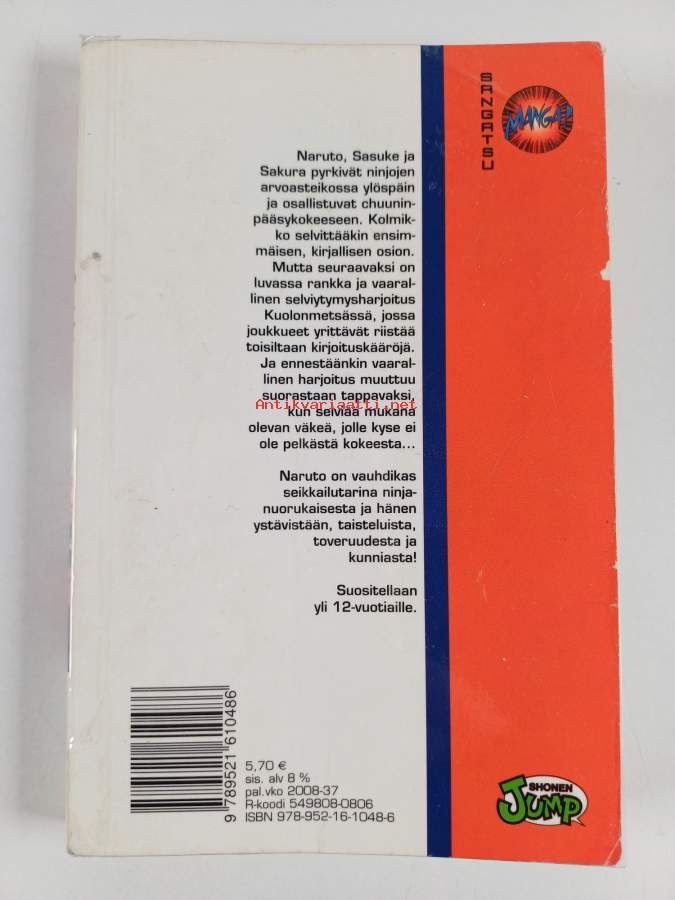 SANGATSU
MANGA!
Naruto, Sasuke ja
Sakura pyrkivät ninjojen
arvoasteikossa ylöspäin
ja osallistuvat chuunin-
pääsykokeeseen. Kolmik-
ko selvittääkin ensim-
mäisen, kirjallisen osion.
Mutta seuraavaksi on
luvassa rankka ja vaaral-
linen selviytymysharjoitus
Kuolonmetsässä, jossa
joukkueet yrittävät riistää
toisiltaan kirjoituskääröjä.
Ja ennestäänkin vaaral-
linen harjoitus muuttuu
suorastaan tappavaksi,
Antikvariaatti.net
kun selviää mukana
olevan väkeä, jolle kyse ei
ole pelkästä kokeesta...
Naruto on vauhdikas
seikkailutarina ninja-
nuorukaisesta ja hänen
ystävistään, taisteluista,
toveruudesta ja
kunniasta!
Suositellaan
yli 12-vuotiaille.
9 789521 610486
5,70 €
sis. alv 8 %
pal.vko 2008-37
R-koodi 549808-0806
ISBN 978-952-16-1048-6
SHONEN
JUMP